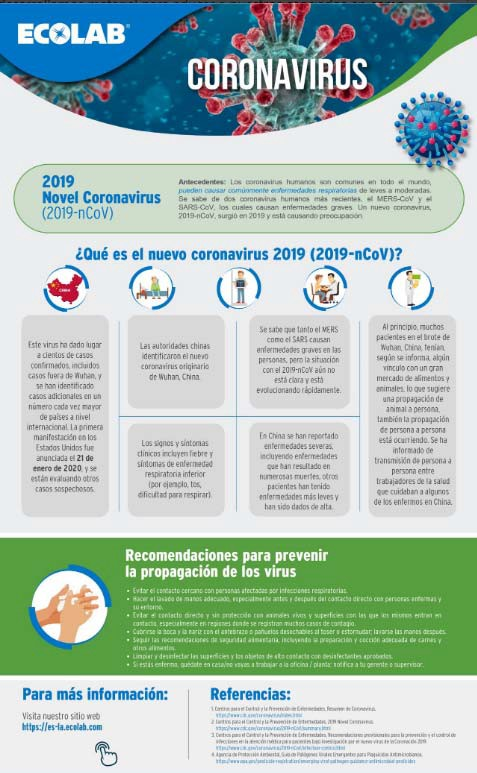 ECOLAB®
CORONAVIRUS
2019
Novel Coronavirus
(2019-nCoV)
Antecedentes: Los coronavirus humanos son comunes en todo el mundo,
pueden causar comúnmente enfermedades respiratorias de leves a moderadas.
Se sabe de dos coronavirus humanos más recientes, el MERS-CoV y el
SARS-CoV, los cuales causan enfermedades graves. Un nuevo coronavirus,
2019-nCoV, surgió en 2019 y está causando preocupación.
¿Qué es el nuevo coronavirus 2019 (2019-nCoV)?
CHINA
Este virus ha dado lugar
a cientos de casos
confirmados, incluidos
casos fuera de Wuhan, y
se han identificado
casos adicionales en un
número cada vez mayor
de países a nivel
internacional. La primera
manifestación en los
Estados Unidos fue
anunciada el 21 de
enero de 2020, y se
están evaluando otros
casos sospechosos.
Las autoridades chinas
identificaron el nuevo
coronavirus originario
de Wuhan, China.
Los signos y síntomas
clínicos incluyen fiebre y
síntomas de enfermedad
respiratoria inferior
(por ejemplo, tos,
dificultad para respirar).
Se sabe que tanto el MERS
como el SARS causan
enfermedades graves en las
personas, pero la situación
con el 2019-nCoV aún no
está clara y está
evolucionando rápidamente.
En China se han reportado
enfermedades severas,
incluyendo enfermedades
que han resultado en
numerosas muertes, otros
pacientes han tenido
enfermedades más leves y
han sido dados de alta.
Al principio, muchos
pacientes en el brote de
Wuhan, China, tenían,
según se informa, algún
vínculo con un gran
mercado de alimentos y
animales, lo que sugiere
una propagación de
animal a persona,
también la propagación
de persona a persona
está ocurriendo. Se ha
informado de
transmisión de persona a
persona entre
trabajadores de la salud
que cuidaban a algunos
de los enfermos en China.
Recomendaciones para prevenir
la propagación de los virus
• Evitar el contacto cercano con personas afectadas por infecciones respiratorias.
• Hacer el lavado de manos adecuado, especialmente antes y después del contacto directo con personas enfermas y
su entorno.
• Evitar el contacto directo y sin protección con animales vivos y superficies con las que los mismos entran en
contacto, especialmente en regiones donde se registran muchos casos de contagio.
• Cubrirse la boca y la nariz con el antebrazo o pañuelos desechables al toser y estornudar; lavarse las manos después.
• Seguir las recomendaciones de seguridad alimentaria, incluyendo la preparación y cocción adecuada de carnes y
otros alimentos.
• Limpiar y desinfectar las superficies y los objetos de alto contacto con desinfectantes aprobados.
• Si estás enfermo, quédate en casa/no vayas a trabajar o la oficina / planta; notifica a tu gerente o supervisor.
Para más información:
Visita nuestro sitio web
https://es-la.ecolab.com
Referencias:
1. Centros para el Control y la Prevención de Enfermedades, Resumen de Coronavirus.
https://www.cdc.gov/coronavirus/index.html
2. Centros para el Control y la Prevención de Enfermedades, 2019 Novel Coronavirus.
https://www.cdc.gov/coronavirus/2019-nCoV/summary.html
3. Centros para el Control y la Prevención de Enfermedades, Recomendaciones provisionales para la prevención y el control de
infecciones en la atención médica para pacientes bajo investigación por el nuevo virus de la Coronación 2019.
https://www.cdc.gov/coronavirus/2019-nCoV/infection-control.html
4. Agencia de Protección Ambiental, Guía de Patógenos Virales Emergentes para Plaguicidas Antimicrobianos.